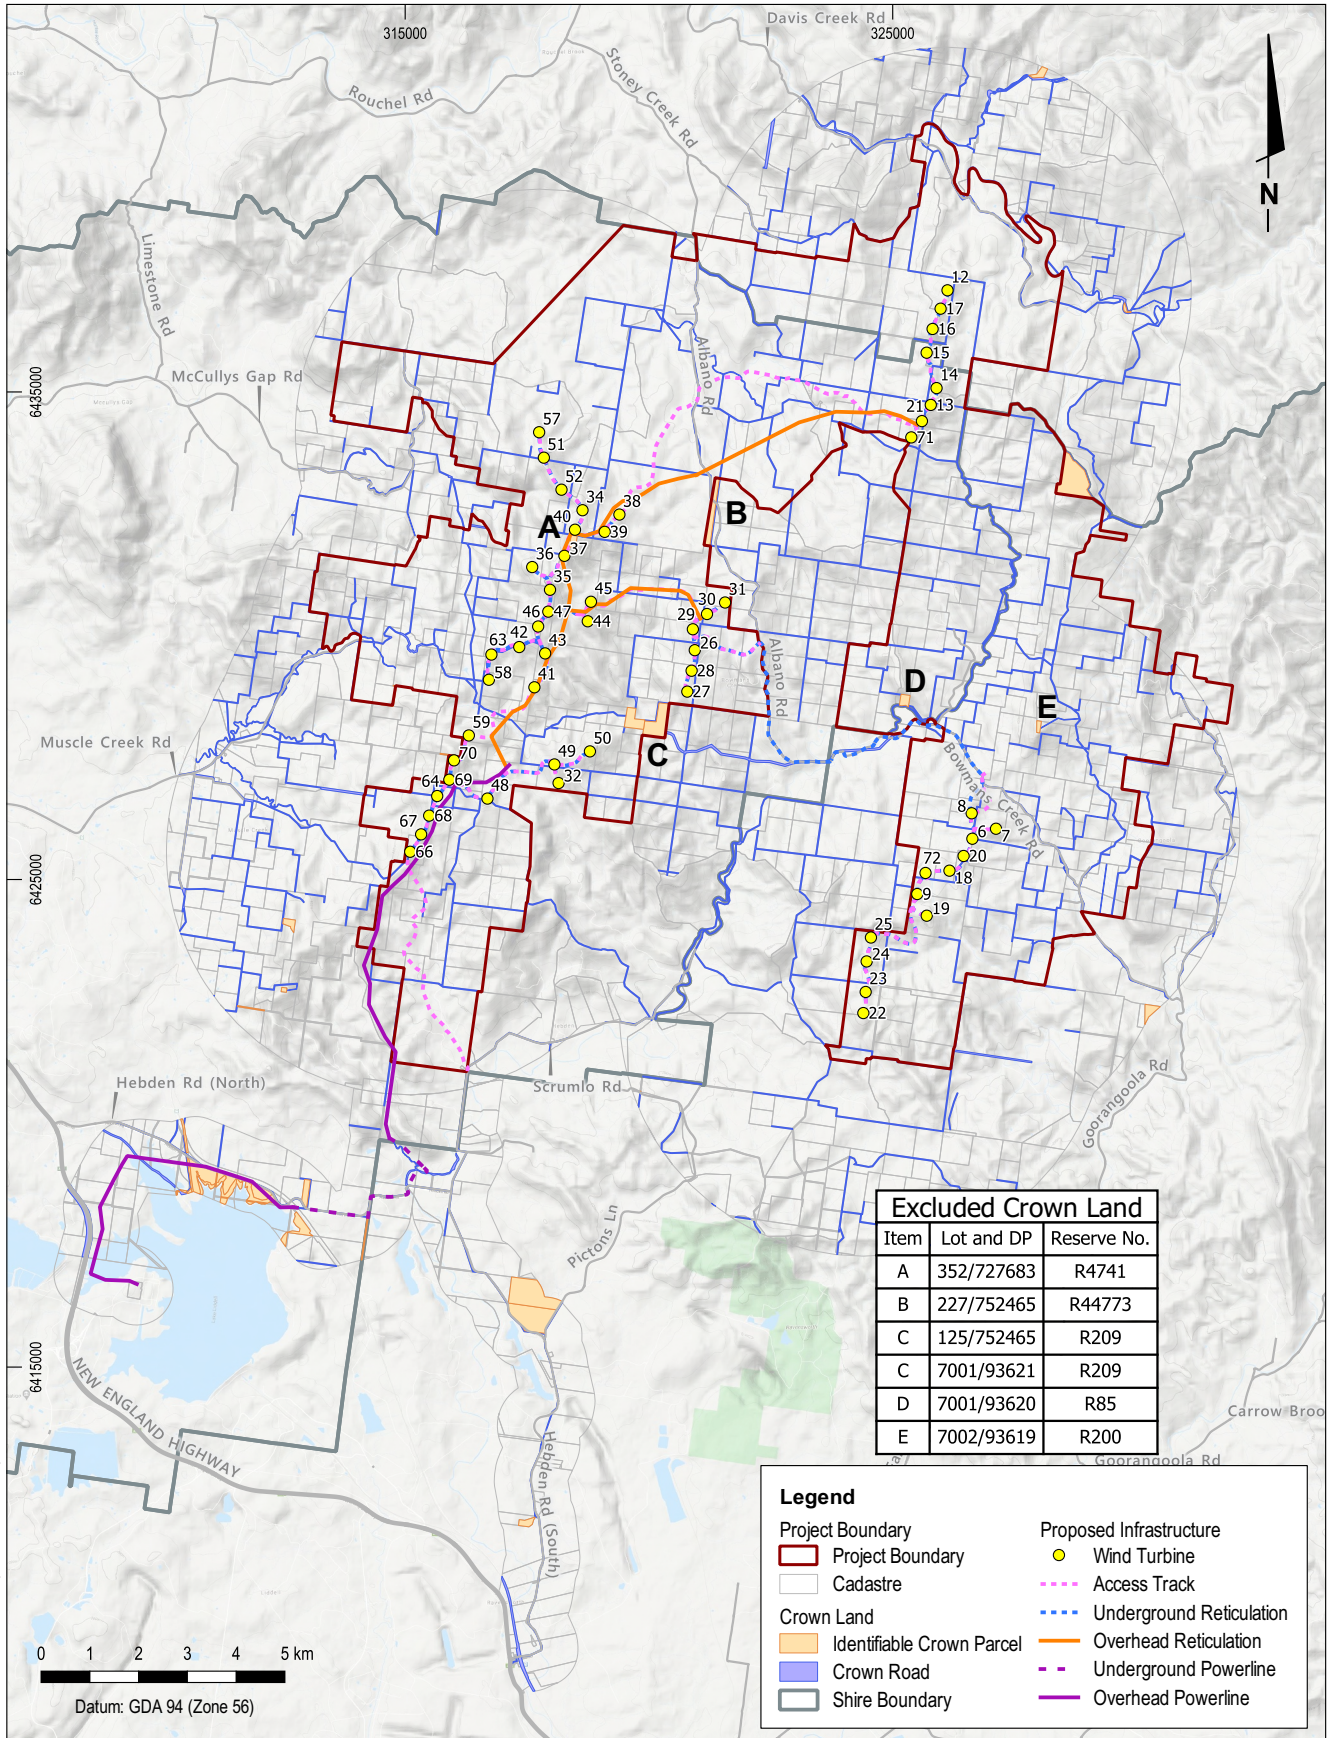 Davis Creek Rd
315000
325000
Stoney Creek Rd
Rouchel Rd
N
Limestone Rd
12
17
16
Albano Rd
15
McCullys Gap Rd
6435000
14
13
21
71
57
51
52
34
38
B
A
40
39
37
36
35
45
31
30
46
47
44
29
42
43
26
63
Albano Rd
58
28
41
27
D
E
59
Muscle Creek Rd
50
C
70
49
Bowmans Creek Rd
69
32
64
48
8
68
67
6
7
66
20
72
18
6425000
9
19
25
24
23
22
Hebden Rd (North)
Scrumlo Rd
Goorangoola Rd
Pictons Ln
Excluded Crown Land
Item Lot and DP Reserve No.
A 352/727683 R4741
B 227/752465 R44773
C 125/752465 R209
C 7001/93621 R209
D 7001/93620 R85
E 7002/93619 R200
6415000
NEW ENGLAND HIGHWAY
Carrow Broo
Hebden Rd (South)
Goorangoola Rd
Legend
Project Boundary
Project Boundary
Cadastre
Crown Land
Identifiable Crown Parcel
Crown Road
Shire Boundary
Proposed Infrastructure
Wind Turbine
Access Track
Underground Reticulation
Overhead Reticulation
Underground Powerline
Overhead Powerline
0 1 2 3 4 5 km
Datum: GDA 94 (Zone 56)